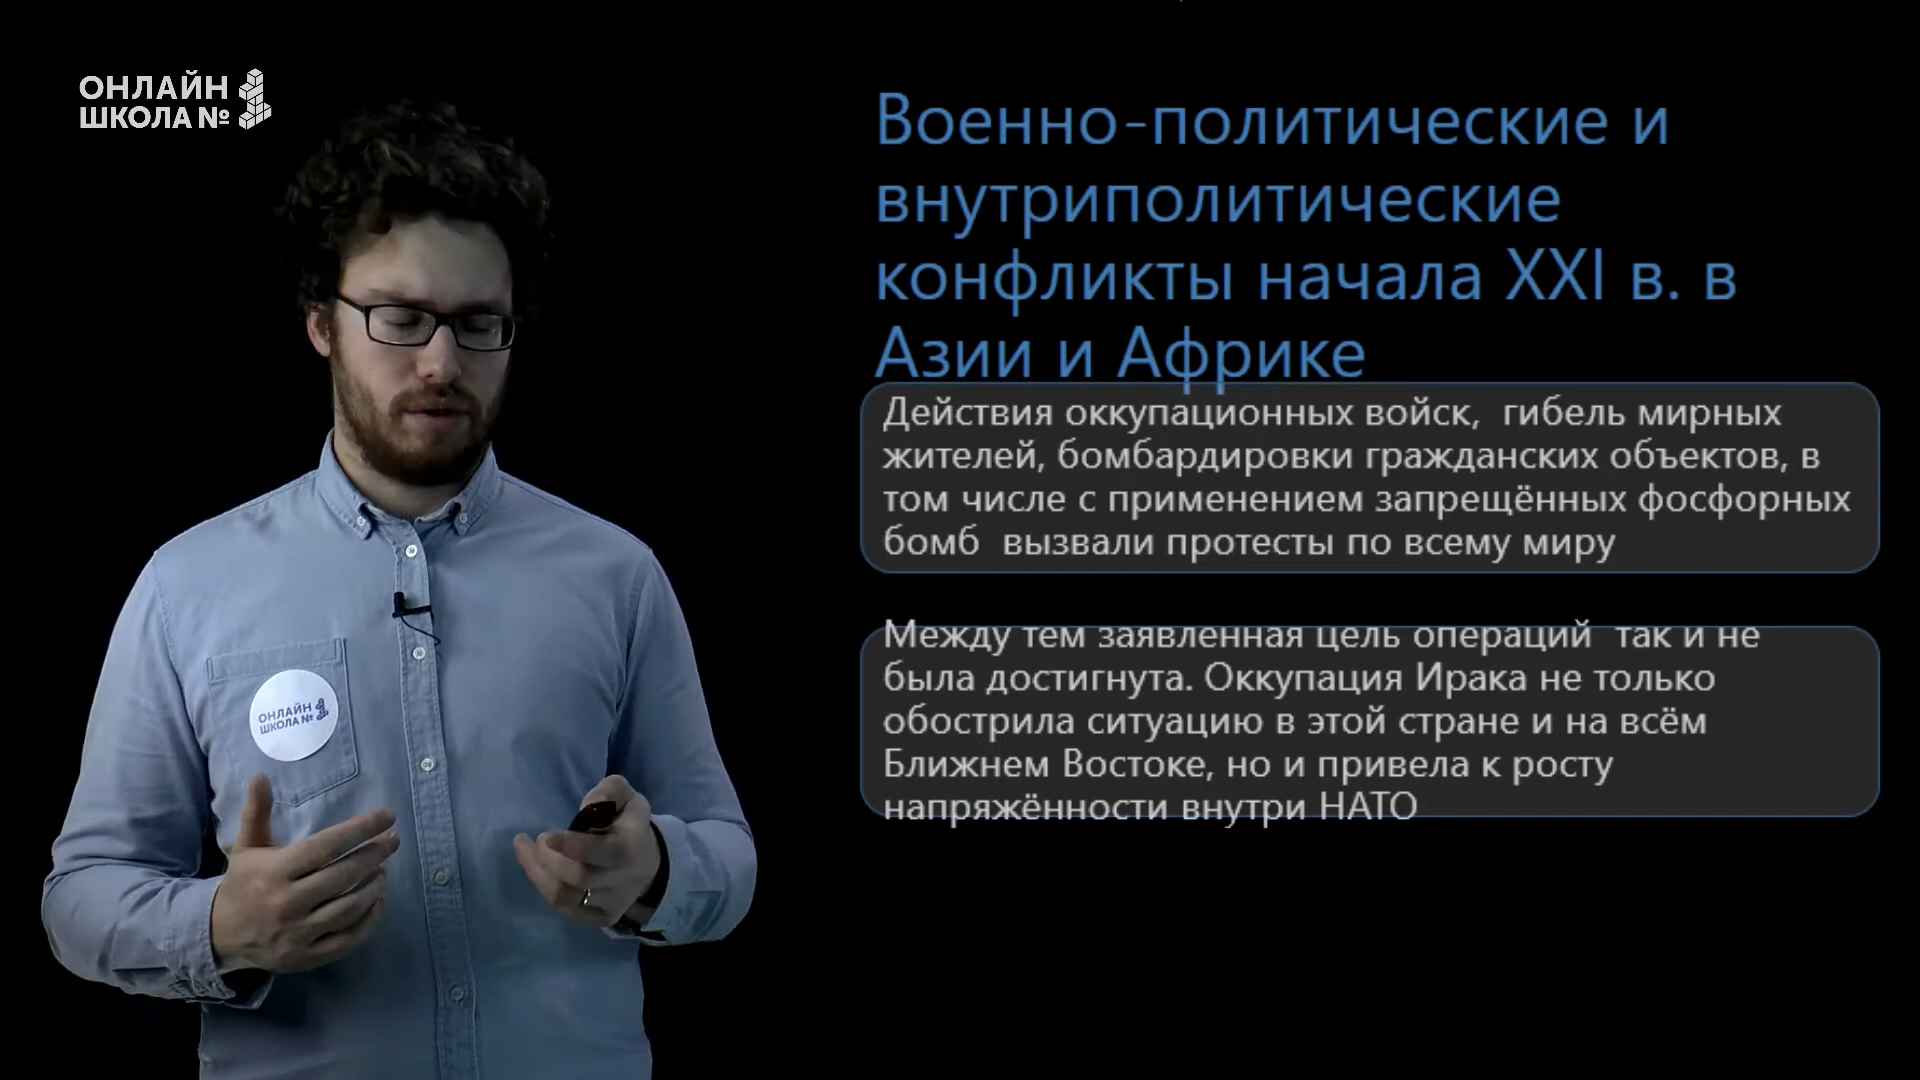 ОНЛАЙН
ШКОЛА №1
Военно-политические и
внутриполитические
конфликты начала XXI в. в
Азии и Африке
Действия оккупационных войск,  гибель мирных
жителей, бомбардировки гражданских объектов, в
том числе с применением запрещённых фосфорных
бомб  вызвали протесты по всему миру
Между тем заявленная цель операций  так и не
была достигнута. Оккупация Ирака не только
обострила ситуацию в этой стране и на всём
Ближнем Востоке, но и привела к росту
напряжённости внутри НАТО
ОНЛАЙН
ШКОЛА №1